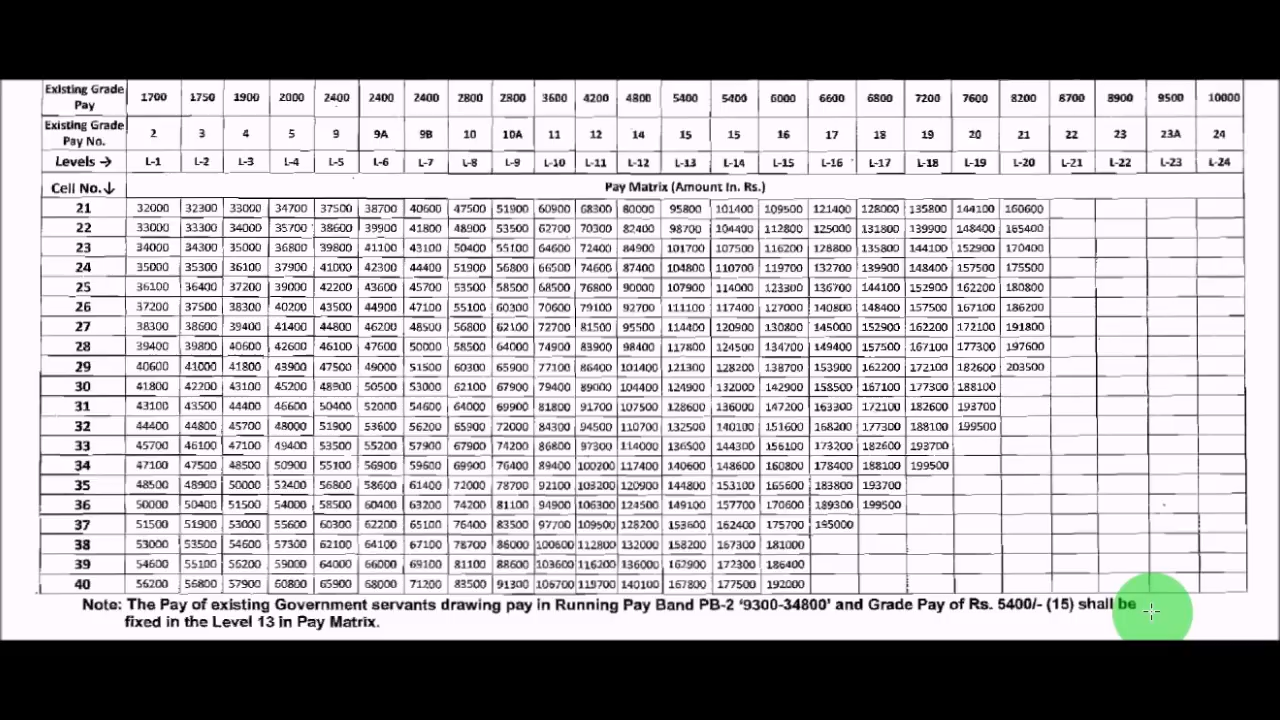 Existing Grade Pay 1700 1750 1900 2000 2400 2400 2400 2800 2800 3600 4200 4800 5400 5400 6000 6600 6800 7200 7600 8200 8700 8900 9500 10000
Existing Grade Pay No. 2 3 4 5 9 9A 9B 10 10A 11 12 14 15 15 16 17 18 19 20 21 22 23 23A 24
Levels → L-1 L-2 L-3 L-4 L-5 L-6 L-7 L-8 L-9 L-10 L-11 L-12 L-13 L-14 L-15 L-16 L-17 L-18 L-19 L-20 L-21 L-22 L-23 L-24
Cell No.↓ Pay Matrix (Amount In. Rs.)
21 32000 32300 33000 34700 37500 38700 40600 47500 51900 60900 68300 80000 95800 101400 109500 121400 128000 135800 144100 160600
22 33000 33300 34000 35700 38600 39900 41800 48900 53500 62700 70300 82400 98700 104400 112800 125000 131800 139900 148400 165400
23 34000 34300 35000 36800 39800 41100 43100 50400 55100 64600 72400 84900 101700 107500 116200 128800 135800 144100 152900 170400
24 35000 35300 36100 37900 41000 42300 44400 51900 56800 66500 74600 87400 104800 110700 119700 132700 139900 148400 157500 175500
25 36100 36400 37200 39000 42200 43600 45700 53500 58500 68500 76800 90000 107900 114000 123300 136700 144100 152900 162200 180800
26 37200 37500 38300 40200 43500 44900 47100 55100 60300 70600 79100 92700 111100 117400 127000 140800 148400 157500 167100 186200
27 38300 38600 39400 41400 44800 46200 48500 56800 62100 72700 81500 95500 114400 120900 130800 145000 152900 162200 172100 191800
28 39400 39800 40600 42600 46100 47600 50000 58500 64000 74900 83900 98400 117800 124500 134700 149400 157500 167100 177300 197600
29 40600 41000 41800 43900 47500 49000 51500 60300 65900 77100 86400 101400 121300 128200 138700 153900 162200 172100 182600 203500
30 41800 42200 43100 45200 48900 50500 53000 62100 67900 79400 89000 104400 124900 132000 142900 158500 167100 177300 188100
31 43100 43500 44400 46600 50400 52000 54600 64000 69900 81800 91700 107500 128600 136000 147200 163300 172100 182600 193700
32 44400 44800 45700 48000 51900 53600 56200 65900 72000 84300 94500 110700 132500 140100 151600 168200 177300 188100 199500
33 45700 46100 47100 49400 53500 55200 57900 67900 74200 86800 97300 114000 136500 144300 156100 173200 182600 193700
34 47100 47500 48500 50900 55100 56900 59600 69900 76400 89400 100200 117400 140600 148600 160800 178400 188100 199500
35 48500 48900 50000 52400 56800 58600 61400 72000 78700 92100 103200 120900 144800 153100 165600 183800 193700
36 50000 50400 51500 54000 58500 60400 63200 74200 81100 94900 106300 124500 149100 157700 170600 189300 199500
37 51500 51900 53000 55600 60300 62200 65100 76400 83500 97700 109500 128200 153600 162400 175700 195000
38 53000 53500 54600 57300 62100 64100 67100 78700 86000 100600 112800 132000 158200 167300 181000
39 54600 55100 56200 59000 64000 66000 69100 81100 88600 103600 116200 136000 162900 172300 186400
40 56200 56800 57900 60800 65900 68000 71200 83500 91300 106700 119700 140100 167800 177500 192000
Note: The Pay of existing Government servants drawing pay in Running Pay Band PB-2 '9300-34800' and Grade Pay of Rs. 5400/- (15) shall be
fixed in the Level 13 in Pay Matrix.